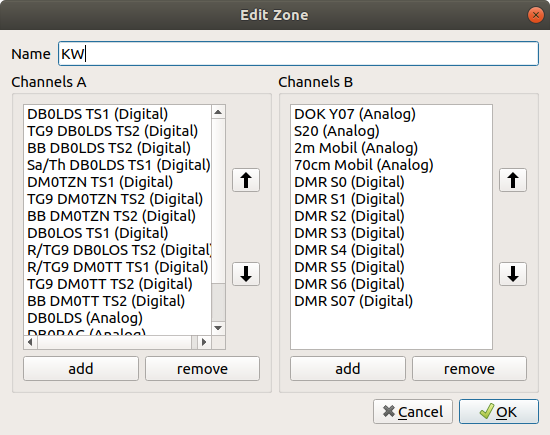 Edit Zone
Name KW
Channels A
DB0LDS TS1 (Digital)
TG9 DB0LDS TS2 (Digital)
BB DB0LDS TS2 (Digital)
Sa/Th DB0LDS TS1 (Digital)
DM0TZN TS1 (Digital)
TG9 DM0TZN TS2 (Digital)
BB DM0TZN TS2 (Digital)
DB0LOS TS1 (Digital)
R/TG9 DB0LOS TS2 (Digital
R/TG9 DM0TT TS1 (Digital)
TG9 DM0TT TS2 (Digital)
BB DM0TT TS2 (Digital)
DB0LDS (Analog)
add remove
Channels B
DOK Y07 (Analog)
S20 (Analog)
2m Mobil (Analog)
70cm Mobil (Analog)
DMR S0 (Digital)
DMR S1 (Digital)
DMR S2 (Digital)
DMR S3 (Digital)
DMR S4 (Digital)
DMR S5 (Digital)
DMR S6 (Digital)
DMR S07 (Digital)
add remove
Cancel OK